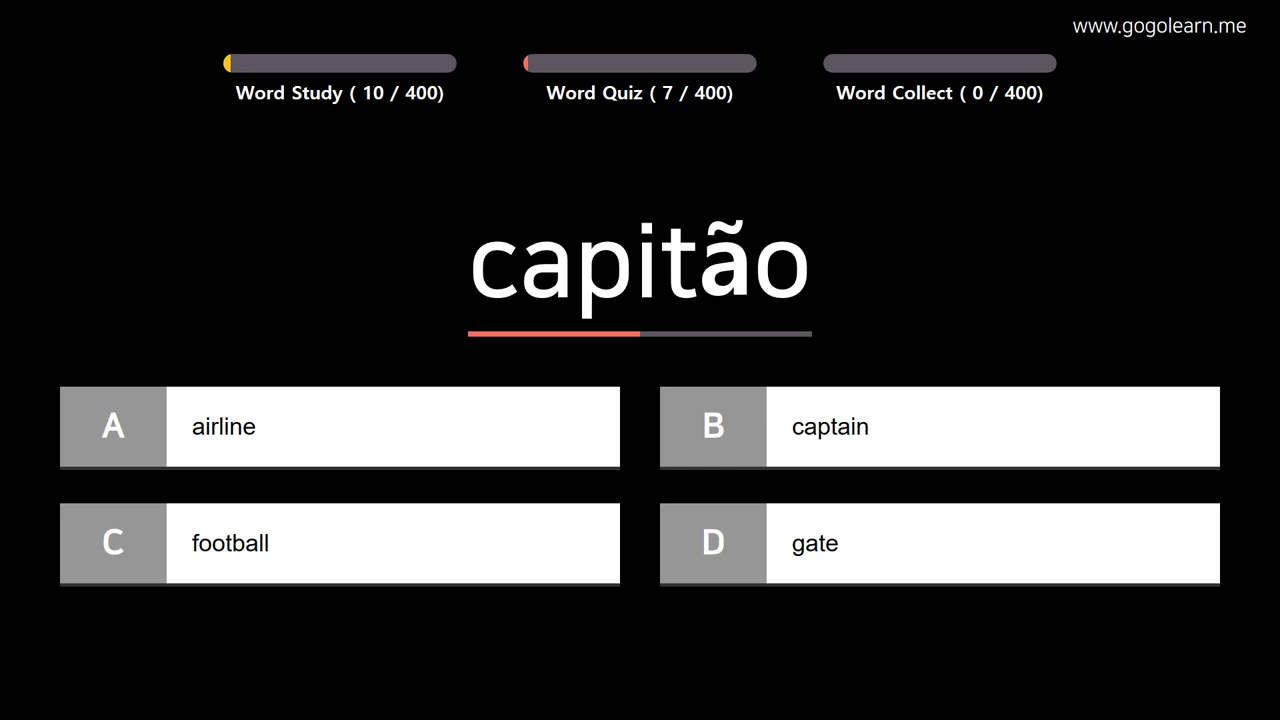 www.gogolearn.me
Word Study ( 10 / 400)
Word Quiz ( 7 / 400)
Word Collect ( 0 / 400)
capitão
A airline
B captain
C football
D gate